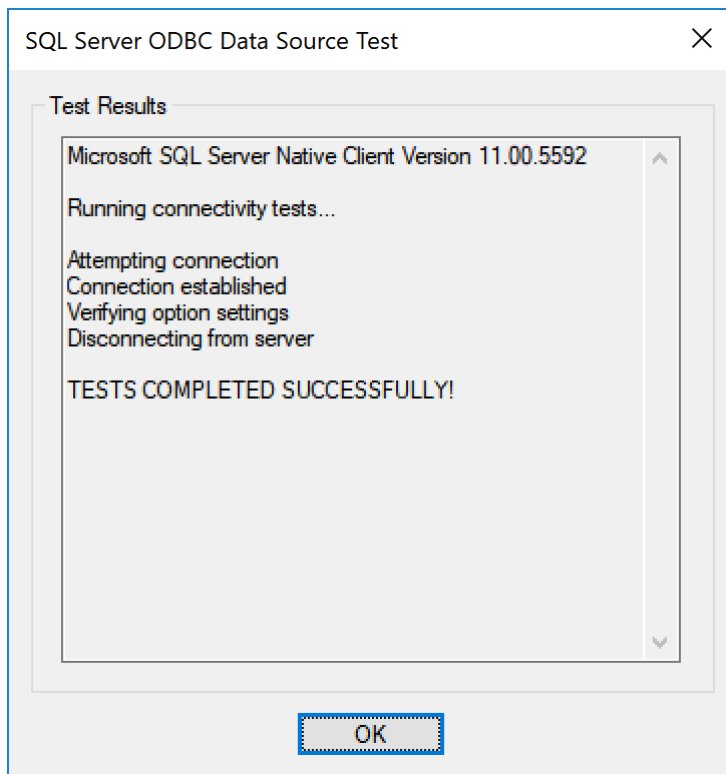 SQL Server ODBC Data Source Test
Test Results
Microsoft SQL Server Native Client Version 11.00.5592
Running connectivity tests...
Attempting connection
Connection established
Verifying option settings
Disconnecting from server
TESTS COMPLETED SUCCESSFULLY!
OK